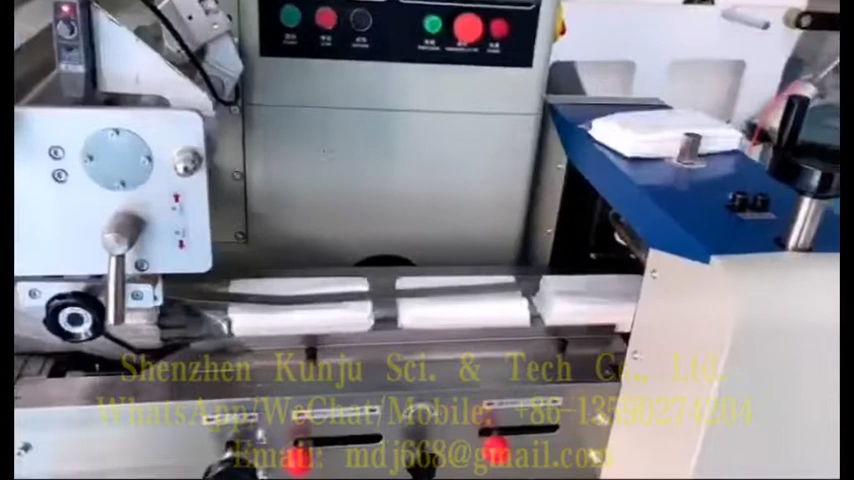 Shenzhen Kunju Sci. & Tech Co., Ltd.
WhatsApp/WeChat/Mobile: +86-13590274204
Email: mdj668@gmail.com